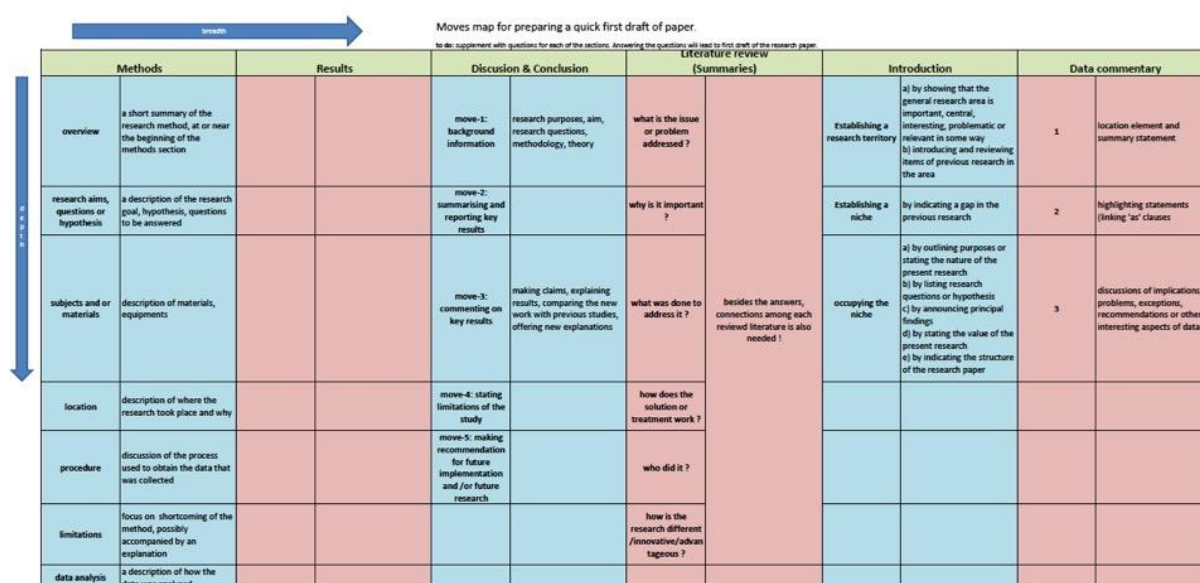 breadth
Moves map for preparing a quick first draft of paper.
to do: supplement with questions for each of the sections. Answering the questions will lead to first draft of the research paper.
depth
Methods
Results
Discusion & Conclusion
Literature review
(Summaries)
Introduction
Data commentary
overview
a short summary of the
research method, at or near
the beginning of the
methods section
move-1:
background
information
research purposes, aim,
research questions,
methodology, theory
what is the issue
or problem
addressed ?
Establishing a
research territory
a) by showing that the
general research area is
important, central,
interesting, problematic or
relevant in some way
b) introducing and reviewing
items of previous research in
the area
1
location element and
summary statement
research aims,
questions or
hypothesis
a description of the research
goal, hypothesis, questions
to be answered
move-2:
summarising and
reporting key
results
why is it important
?
Establishing a
niche
by indicating a gap in the
previous research
2
highlighting statements
(linking 'as' clauses
subjects and or
materials
description of materials,
equipments
move-3:
commenting on
key results
making claims, explaining
results, comparing the new
work with previous studies,
offering new explanations
what was done to
address it ?
besides the answers,
connections among each
reviewd literature is also
needed !
occupying the
niche
a) by outlining purposes or
stating the nature of the
present research
b) by listing research
questions or hypothesis
c) by announcing principal
findings
d) by stating the value of the
present research
e) by indicating the structure
of the research paper
3
discussions of implications
problems, exceptions,
recommendations or other
interesting aspects of data
location
description of where the
research took place and why
move-4: stating
limitations of the
study
how does the
solution or
treatment work ?
procedure
discussion of the process
used to obtain the data that
was collected
move-5: making
recommendation
for future
implementation
and /or future
research
who did it ?
limitations
focus on shortcoming of the
method, possibly
accompanied by an
explanation
how is the
research different
/innovative/advan
tageous ?
data analysis
a description of how the